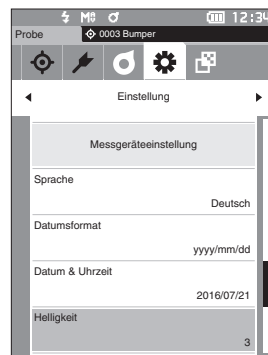 12:34
Probe
0003 Bumper
Einstellung
Messgeräteeinstellung
Sprache
Deutsch
Datumsformat
yyyy/mm/dd
Datum & Uhrzeit
2016/07/21
Helligkeit
3